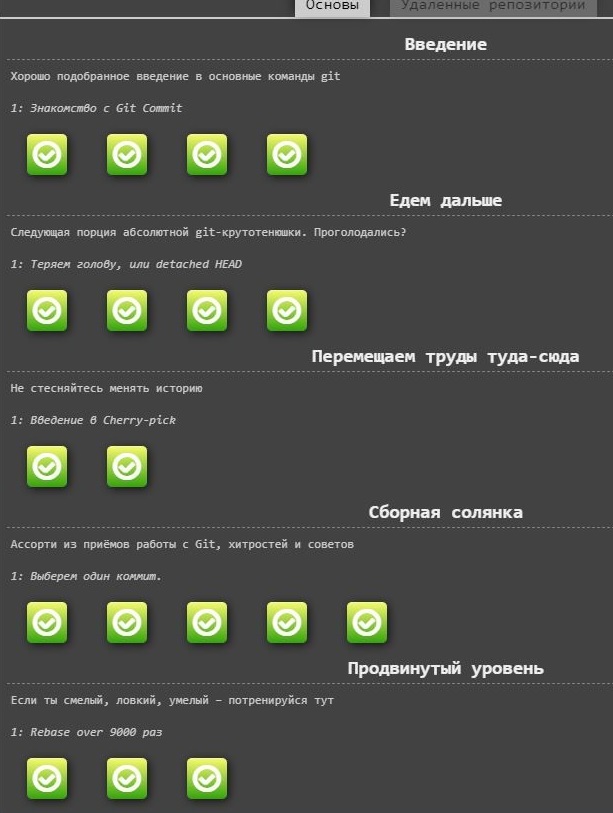 Основы Удаленные репозитории
Введение
Хорошо подобранное введение в основные команды git
1: Знакомство с Git Commit
Едем дальше
Следующая порция абсолютной git-крутотенюшки. Проголодались?
1: Теряем голову, или detached HEAD
Перемещаем труды туда-сюда
Не стесняйтесь менять историю
1: Введение в Cherry-pick
Сборная солянка
Ассорти из приёмов работы с Git, хитростей и советов
1: Выберем один коммит.
Продвинутый уровень
Если ты смелый, ловкий, умелый – потренируйся тут
1: Rebase over 9000 раз